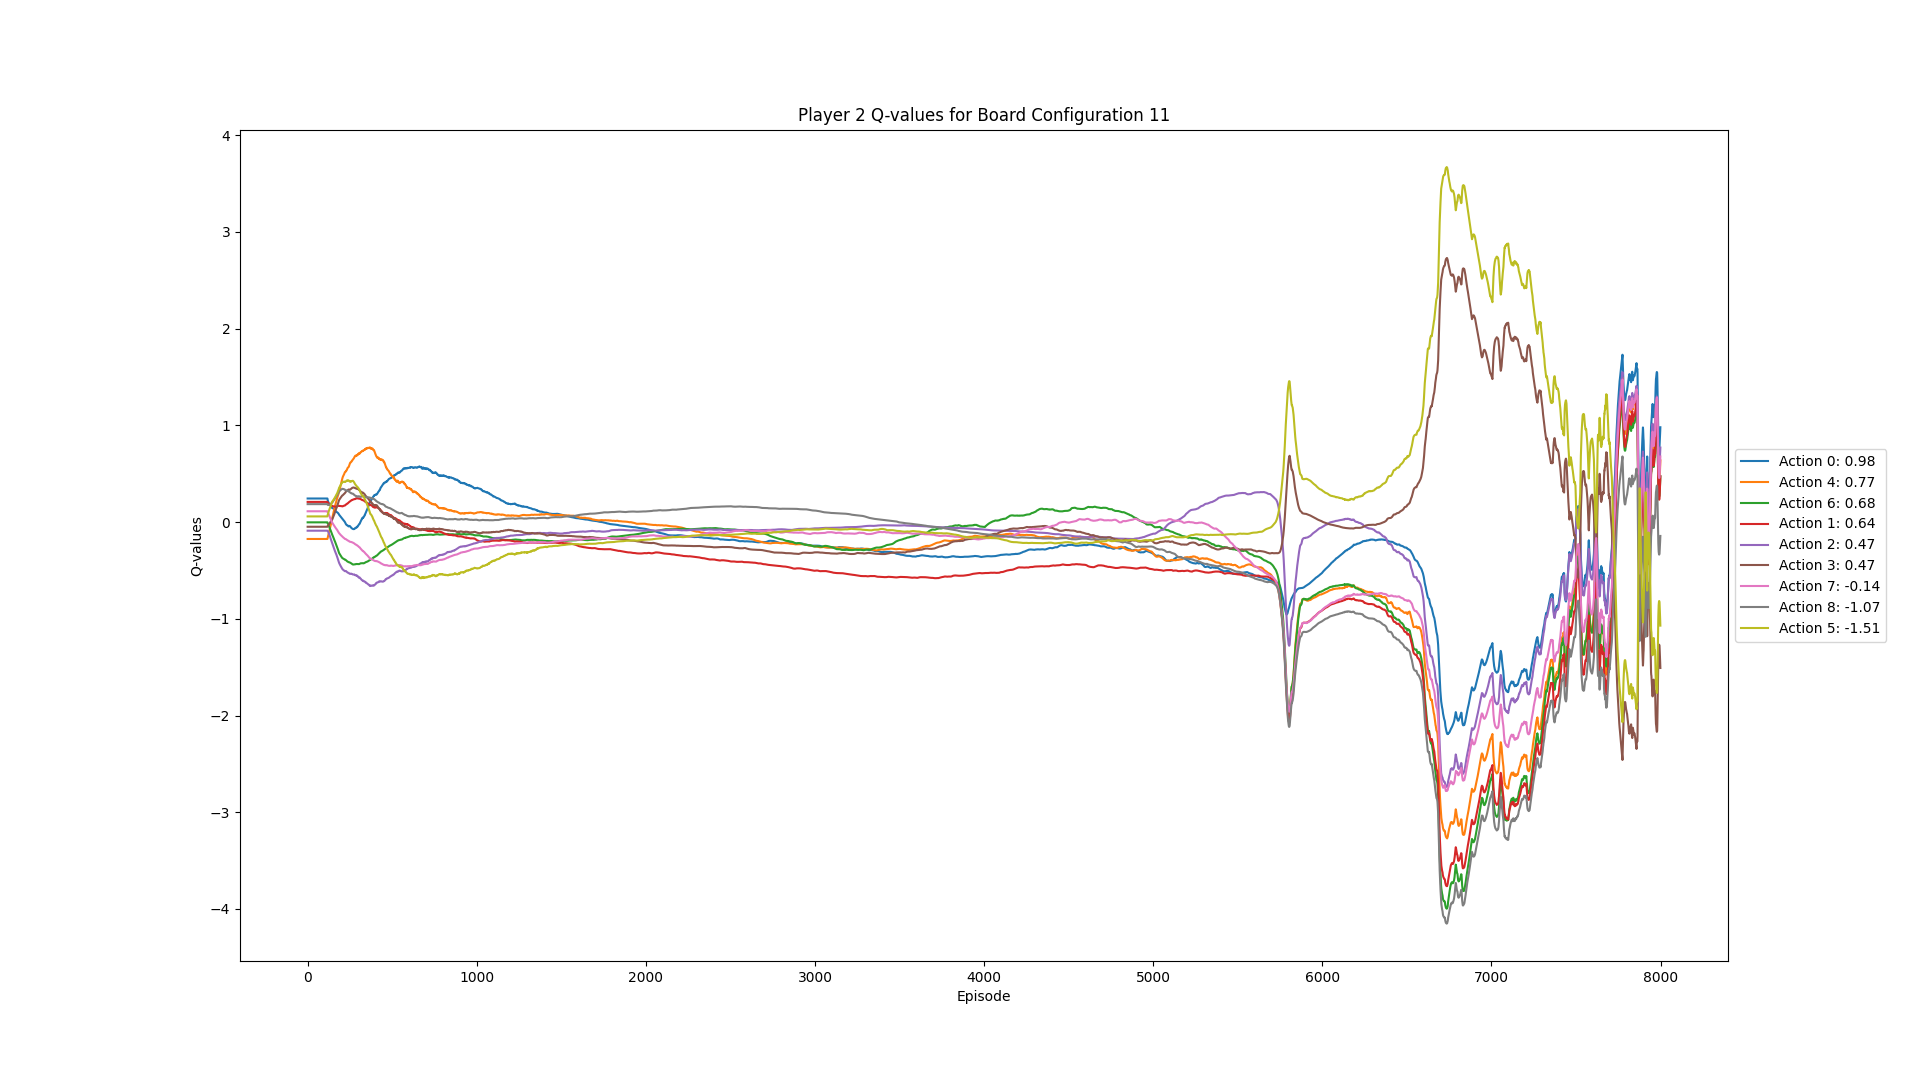 Player 2 Q-values for Board Configuration 11
4
3
2
1
0
−1
−2
−3
−4
Q-values
0 1000 2000 3000 4000 5000 6000 7000 8000
Episode
Action 0: 0.98
Action 4: 0.77
Action 6: 0.68
Action 1: 0.64
Action 2: 0.47
Action 3: 0.47
Action 7: -0.14
Action 8: -1.07
Action 5: -1.51